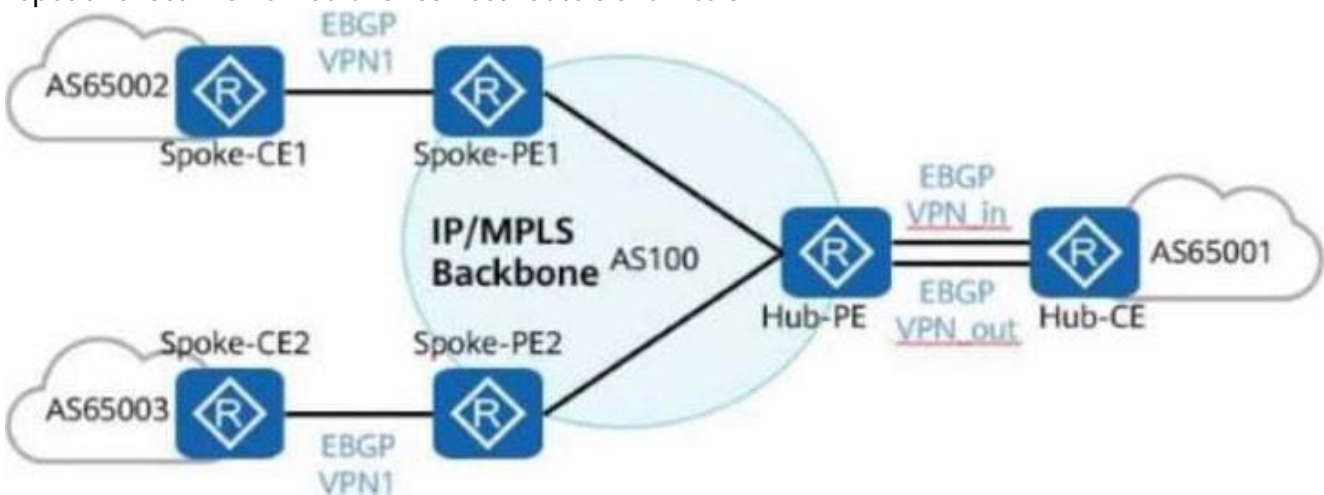 EBGP
VPN1
AS65002
R
R
Spoke-CE1
Spoke-PE1
EBGP
VPN_in
IP/MPLS
Backbone
AS100
R
R
AS65001
Hub-PE
EBGP
VPN_out
Hub-CE
Spoke-CE2
Spoke-PE2
AS65003
R
R
EBGP
VPN1